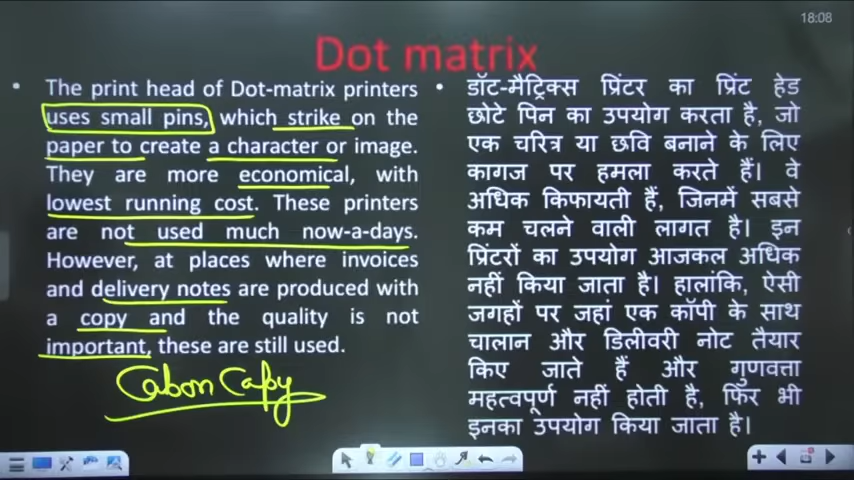 18:08
Dot matrix
• The print head of Dot-matrix printers
uses small pins, which strike on the
paper to create a character or image.
They are more economical, with
lowest running cost. These printers
are not used much now-a-days.
However, at places where invoices
and delivery notes are produced with
a copy and the quality is not
important, these are still used.
Cabon Capy
• डॉट-मैट्रिक्स प्रिंटर का प्रिंट हेड
छोटे पिन का उपयोग करता है, जो
एक चरित्र या छवि बनाने के लिए
कागज पर हमला करते हैं। वे
अधिक किफायती हैं, जिनमें सबसे
कम चलने वाली लागत है। इन
प्रिंटरों का उपयोग आजकल अधिक
नहीं किया जाता है। हालांकि, ऐसी
जगहों पर जहां एक कॉपी के साथ
चालान और डिलीवरी नोट तैयार
किए जाते हैं और गुणवत्ता
महत्वपूर्ण नहीं होती है, फिर भी
इनका उपयोग किया जाता है।